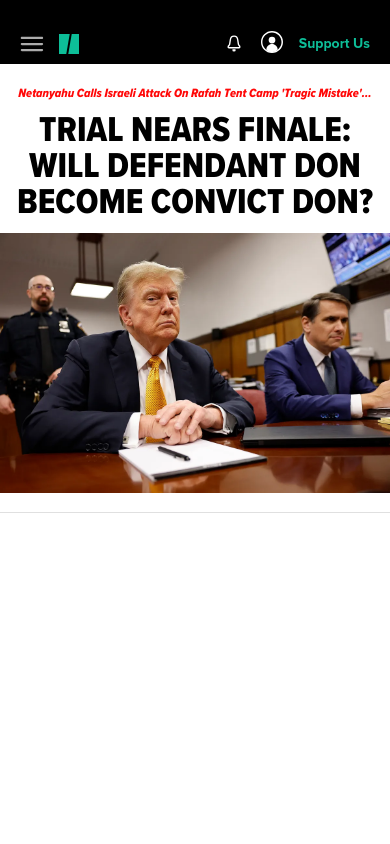 Support Us
Netanyahu Calls Israeli Attack On Rafah Tent Camp 'Tragic Mistake'...
TRIAL NEARS FINALE:
WILL DEFENDANT DON
BECOME CONVICT DON?